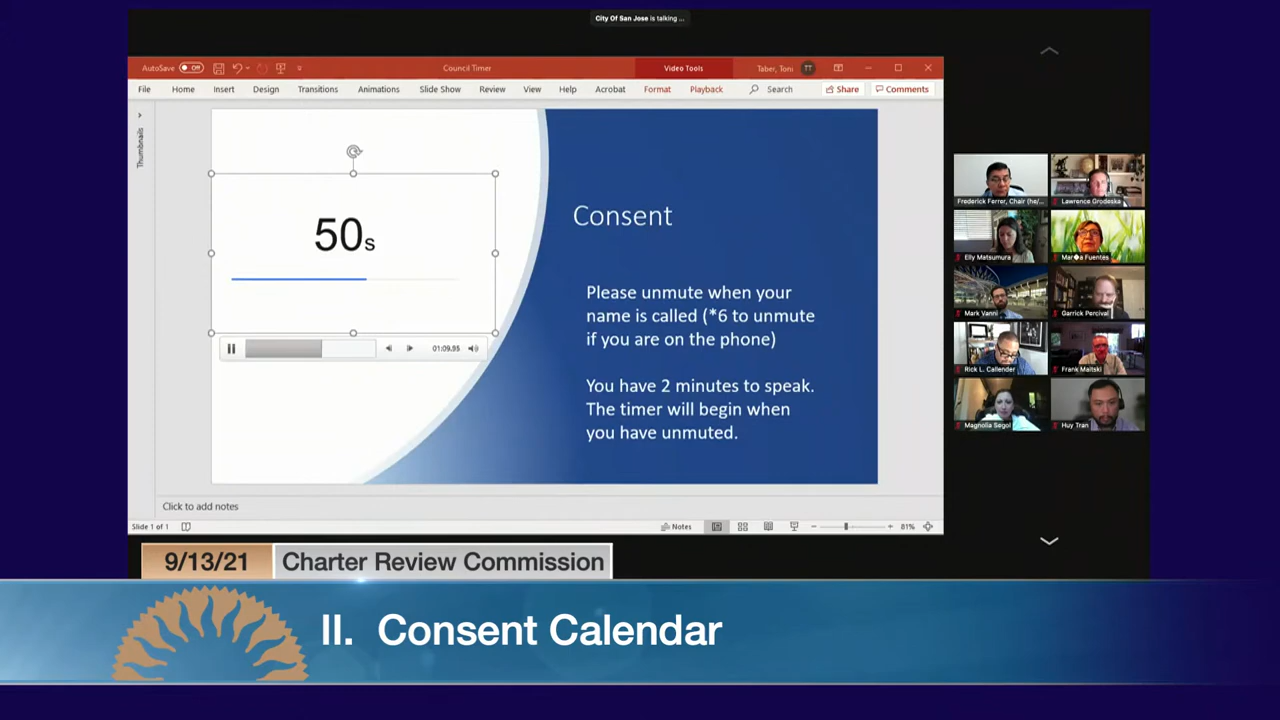 City Of San Jose is talking ...
AutoSave Off
Council Timer
Video Tools
Taber, Toni
TT
File Home Insert Design Transitions Animations Slide Show Review View Help Acrobat Format Playback Search Share Comments
Thumbnails
50s
01:09.95
Consent
Please unmute when your
name is called (*6 to unmute
if you are on the phone)
You have 2 minutes to speak.
The timer will begin when
you have unmuted.
Click to add notes
Slide 1 of 1
Notes
81%
Frederick Ferrer, Chair (he/...
Lawrence Grodeska
Elly Matsumura
Mar�a Fuentes
Mark Vanni
Garrick Percival
Rick L. Callender
Frank Maitski
Magnolia Segol
Huy Tran
9/13/21
Charter Review Commission
II. Consent Calendar